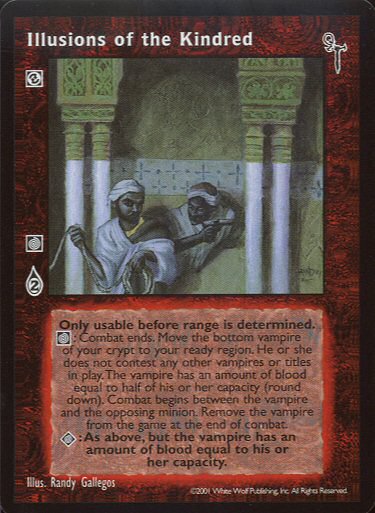 Illusions of the Kindred
2
Only usable before range is determined.
: Combat ends. Move the bottom vampire
of your crypt to your ready region. He or she
does not contest any other vampires or titles
in play. The vampire has an amount of blood
equal to half of his or her capacity (round
down). Combat begins between the vampire
and the opposing minion. Remove the vampire
from the game at the end of combat.
: As above, but the vampire has an
amount of blood equal to his or
her capacity.
Illus. Randy Gallegos
©2001 White Wolf Publishing, Inc. All Rights Reserved.